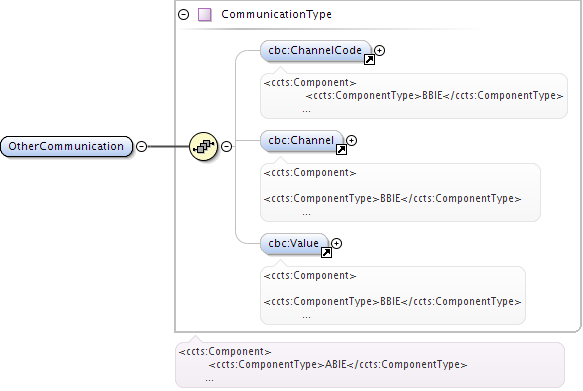 CommunicationType
cbc:ChannelCode
<ccts:Component>
<ccts:ComponentType>BBIE</ccts:ComponentType>
...
OtherCommunication
cbc:Channel
<ccts:Component>
<ccts:ComponentType>BBIE</ccts:ComponentType>
...
cbc:Value
<ccts:Component>
<ccts:ComponentType>BBIE</ccts:ComponentType>
...
<ccts:Component>
<ccts:ComponentType>ABIE</ccts:ComponentType>
...